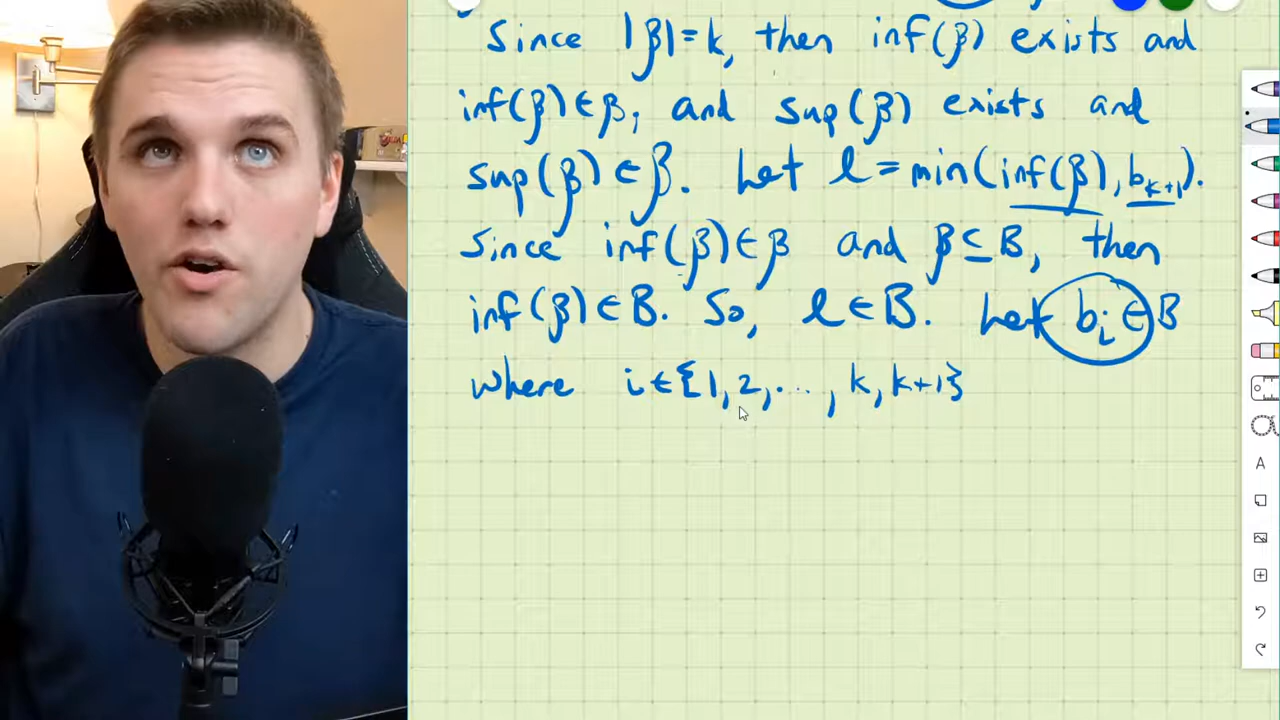 Since |β|=k, then inf(β) exists and
inf(β)∈β, and sup(β) exists and
sup(β)∈β. Let l = min(inf(β), b_{k+1}).
Since inf(β)∈β and β⊆B, then
inf(β)∈B. So, l∈B. Let b_i∈B
where i∈{1,2,...,k,k+1}
A